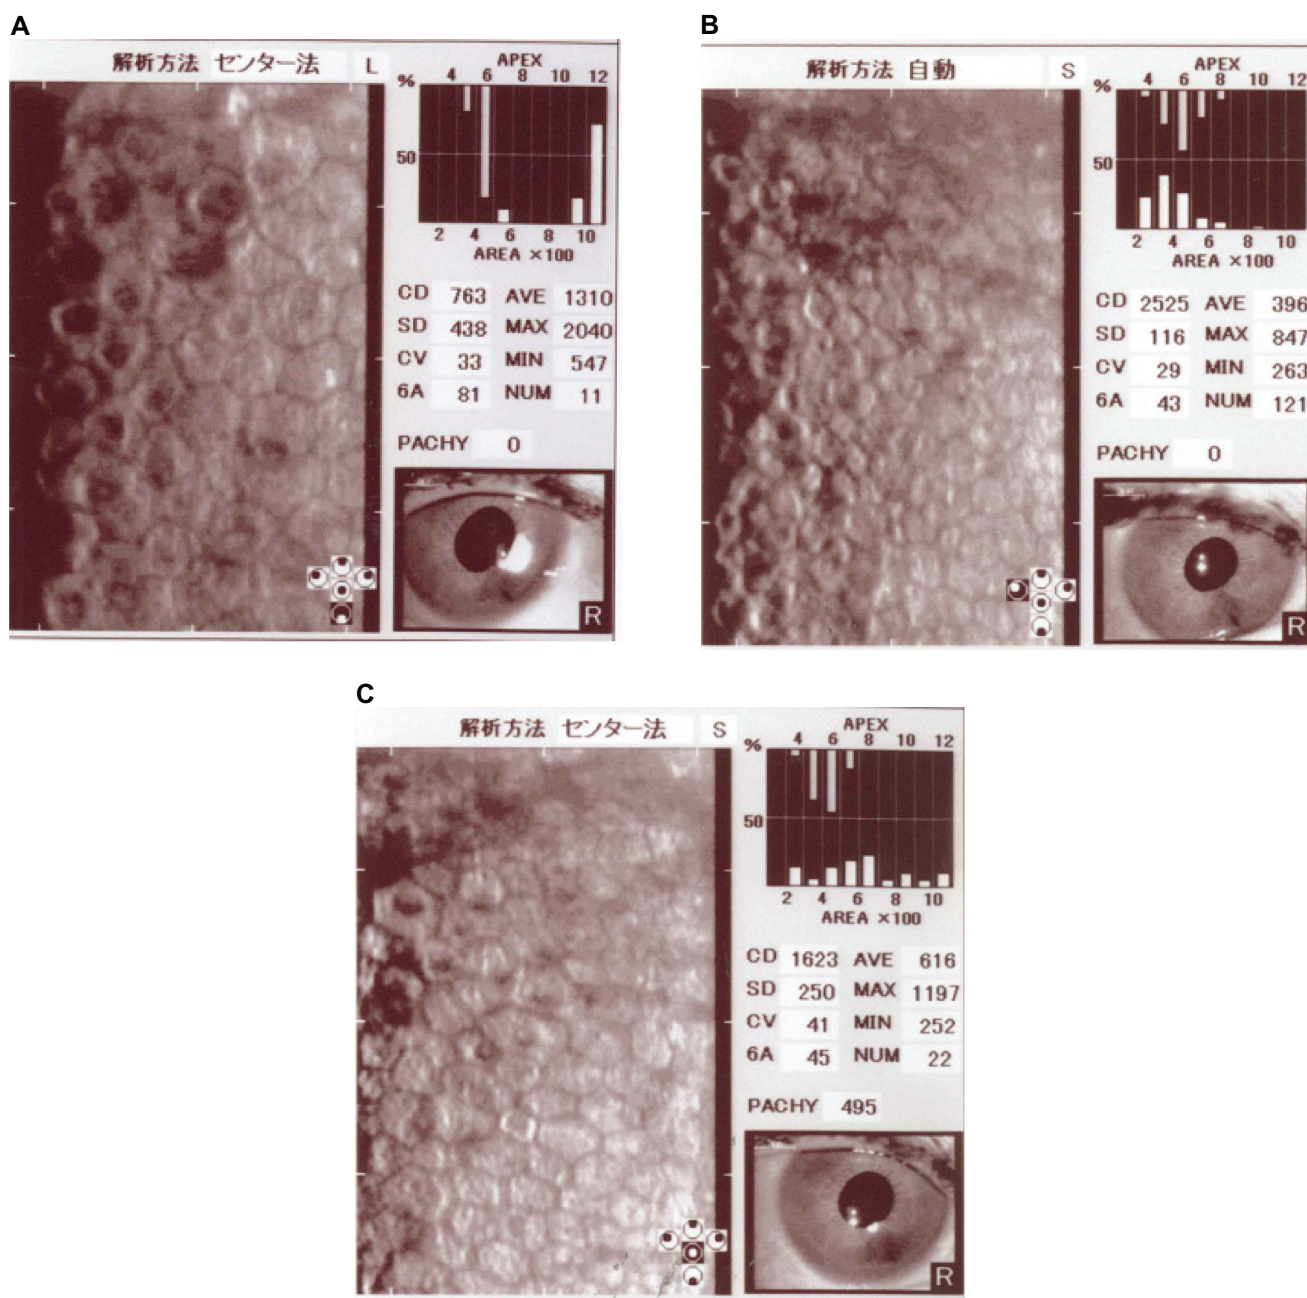 A
解析方法 センター法 L
APEX
4 6 8 10 12
%
50
2 4 6 8 10
AREA ×100
CD 763 AVE 1310
SD 438 MAX 2040
CV 33 MIN 547
6A 81 NUM 11
PACHY 0
R
B
解析方法 自動 S
APEX
4 6 8 10 12
%
50
2 4 6 8 10
AREA ×100
CD 2525 AVE 396
SD 116 MAX 847
CV 29 MIN 263
6A 43 NUM 121
PACHY 0
R
C
解析方法 センター法 S
APEX
4 6 8 10 12
%
50
2 4 6 8 10
AREA ×100
CD 1623 AVE 616
SD 250 MAX 1197
CV 41 MIN 252
6A 45 NUM 22
PACHY 495
R